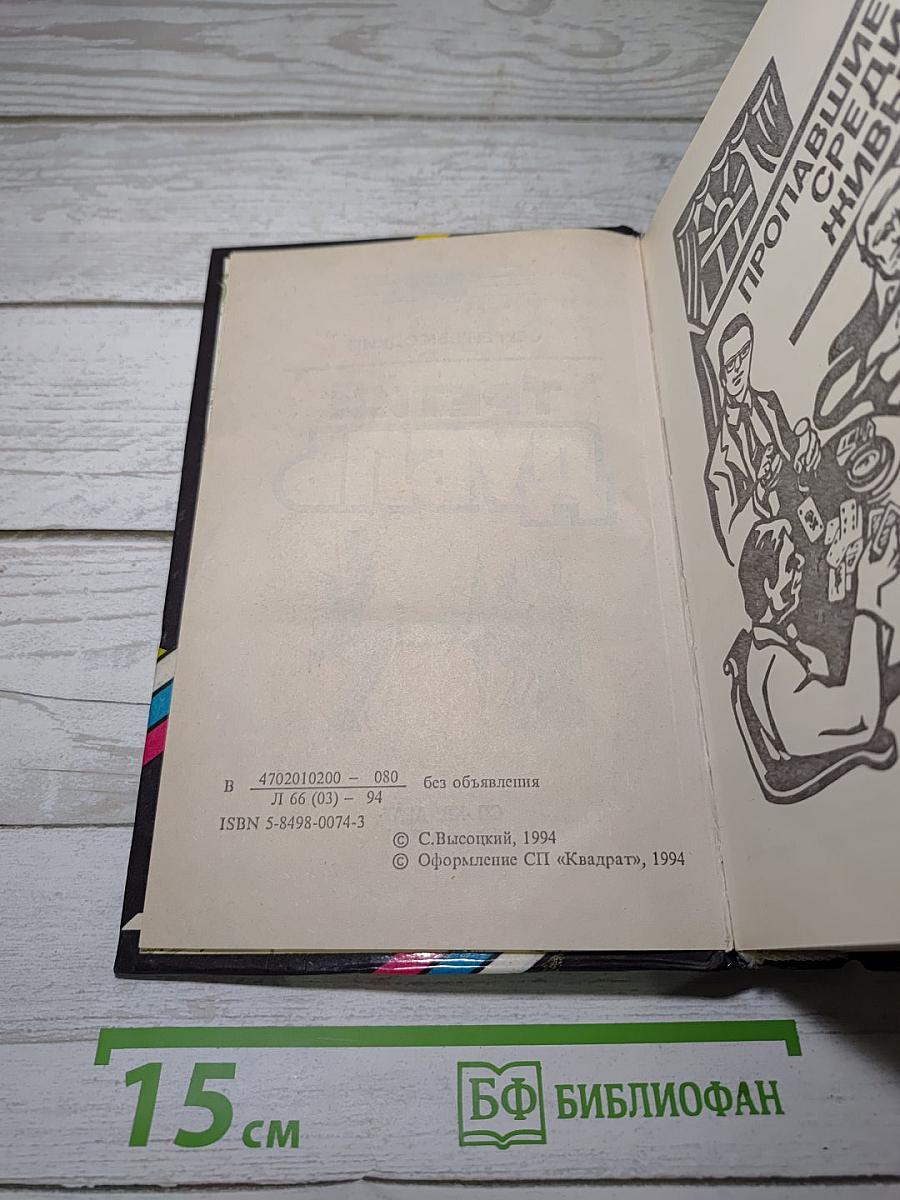 ПРОПАВШИЕ
СРЕДИ
В 4702010200 – 080 без объявления
Л 66 (03) – 94
ISBN 5-8498-0074-3
© С.Высоцкий, 1994
© Оформление СП «Квадрат», 1994
15 см
БФ БИБЛИОФАН